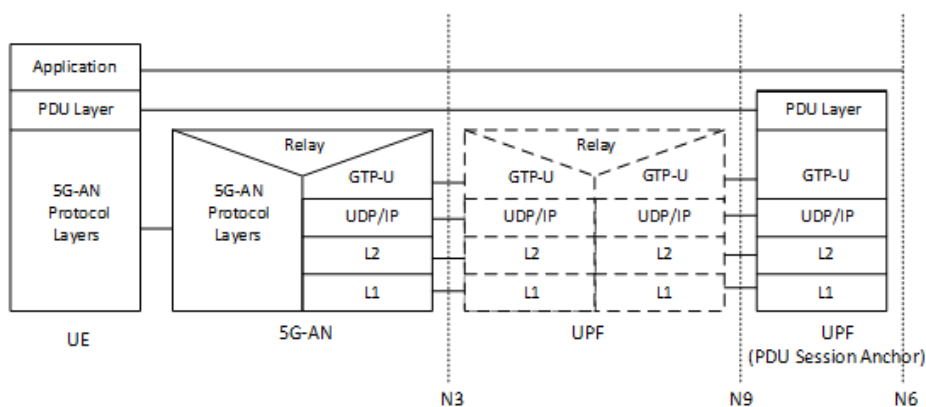 Application
PDU Layer
PDU Layer
Relay
Relay
5G-AN
Protocol
Layers
5G-AN
Protocol
Layers
GTP-U
GTP-U
GTP-U
GTP-U
UDP/IP
UDP/IP
UDP/IP
UDP/IP
L2
L2
L2
L2
L1
L1
L1
L1
UE
5G-AN
UPF
UPF
(PDU Session Anchor)
N3
N9
N6